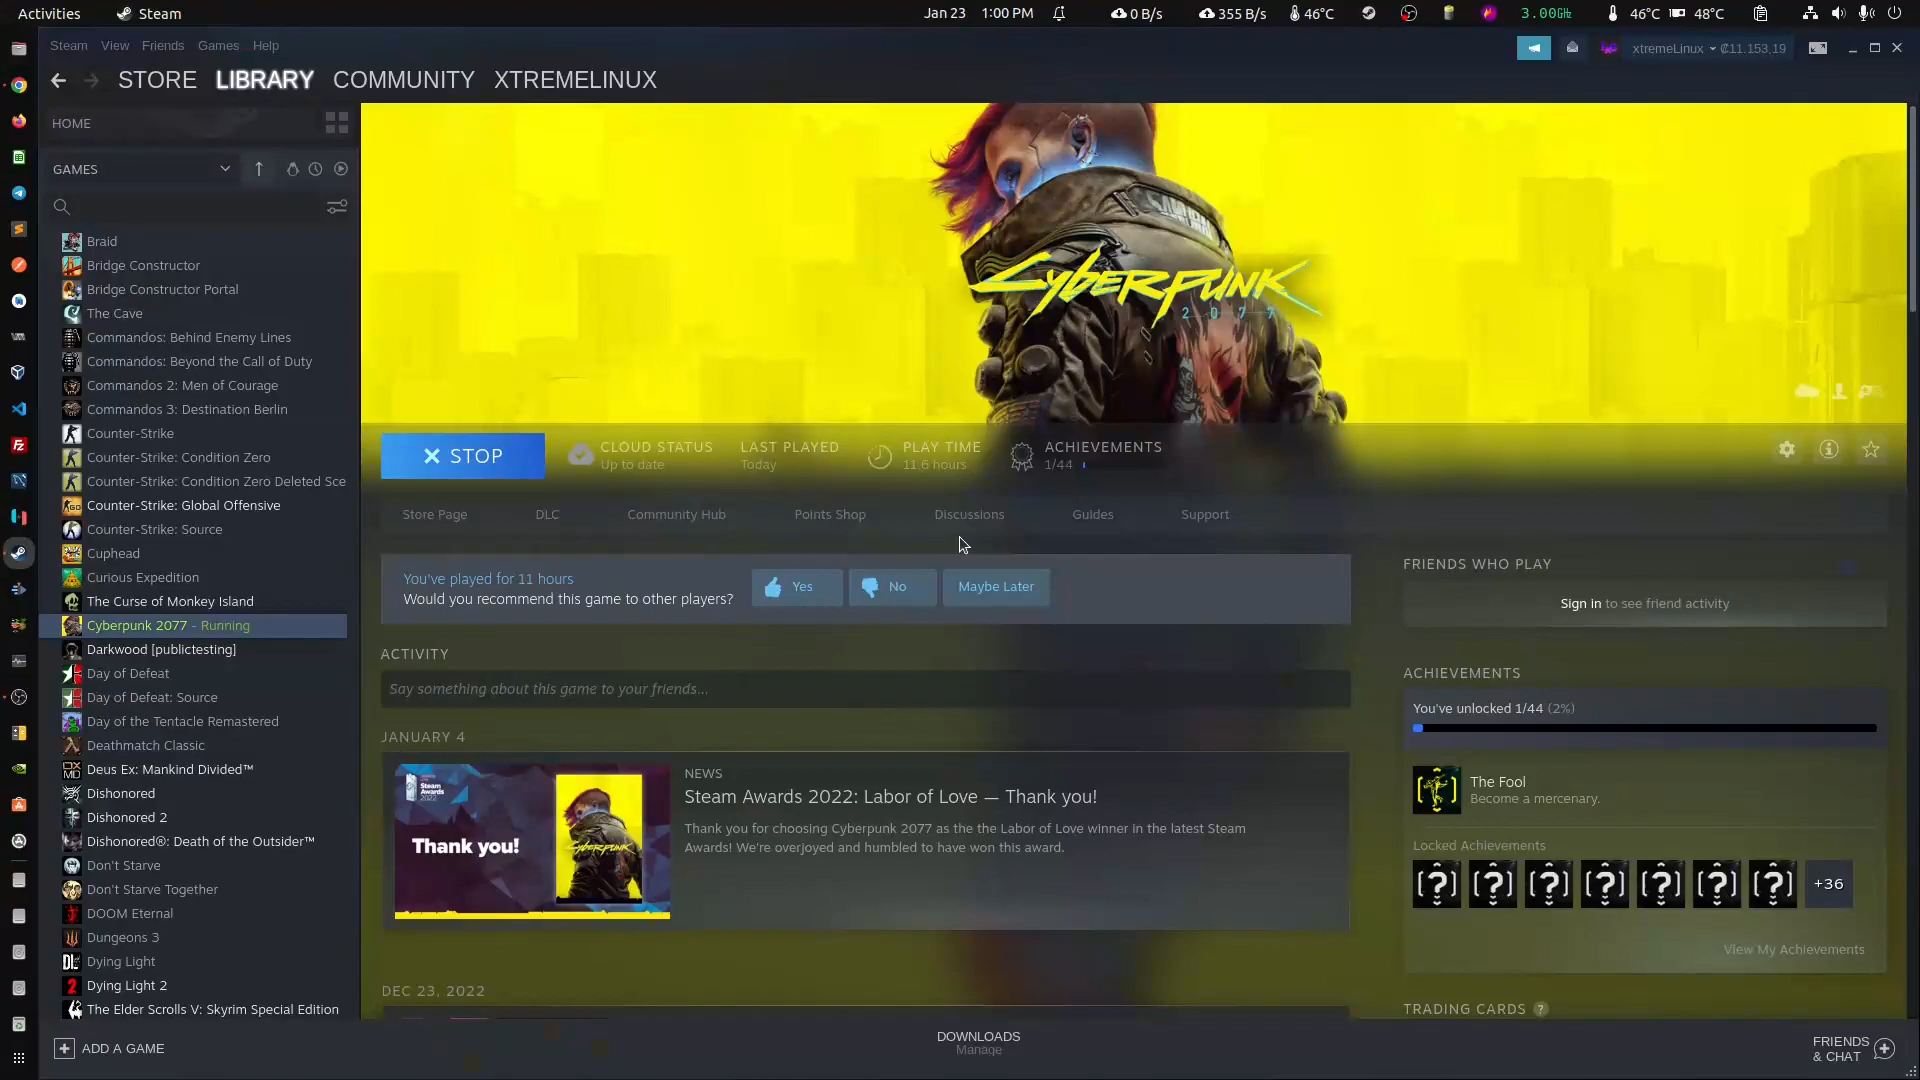 Activities
Steam
Jan 23 1:00 PM
0 B/s
355 B/s
46°C
3.00GHz
46°C
48°C
Steam View Friends Games Help
xtremeLinux
₡11.153,19
STORE LIBRARY COMMUNITY XTREMELINUX
HOME
GAMES
Braid
Bridge Constructor
Bridge Constructor Portal
The Cave
Commandos: Behind Enemy Lines
Commandos: Beyond the Call of Duty
Commandos 2: Men of Courage
Commandos 3: Destination Berlin
Counter-Strike
Counter-Strike: Condition Zero
Counter-Strike: Condition Zero Deleted Sce
Counter-Strike: Global Offensive
Counter-Strike: Source
Cuphead
Curious Expedition
The Curse of Monkey Island
Cyberpunk 2077 - Running
Darkwood [publictesting]
Day of Defeat
Day of Defeat: Source
Day of the Tentacle Remastered
Deathmatch Classic
Deus Ex: Mankind Divided™
Dishonored
Dishonored 2
Dishonored®: Death of the Outsider™
Don't Starve
Don't Starve Together
DOOM Eternal
Dungeons 3
Dying Light
Dying Light 2
The Elder Scrolls V: Skyrim Special Edition
ADD A GAME
SAMURAI
Cyberpunk
2077
STOP
CLOUD STATUS
Up to date
LAST PLAYED
Today
PLAY TIME
11.6 hours
ACHIEVEMENTS
1/44
Store Page DLC Community Hub Points Shop Discussions Guides Support
You've played for 11 hours
Would you recommend this game to other players?
Yes
No
Maybe Later
ACTIVITY
Say something about this game to your friends...
JANUARY 4
Steam
Awards
2022
Thank you!
Cyberpunk
NEWS
Steam Awards 2022: Labor of Love — Thank you!
Thank you for choosing Cyberpunk 2077 as the the Labor of Love winner in the latest Steam
Awards! We're overjoyed and humbled to have won this award.
DEC 23, 2022
FRIENDS WHO PLAY
Sign in to see friend activity
ACHIEVEMENTS
You've unlocked 1/44 (2%)
The Fool
Become a mercenary.
Locked Achievements
+36
View My Achievements
TRADING CARDS ?
DOWNLOADS
Manage
FRIENDS
& CHAT